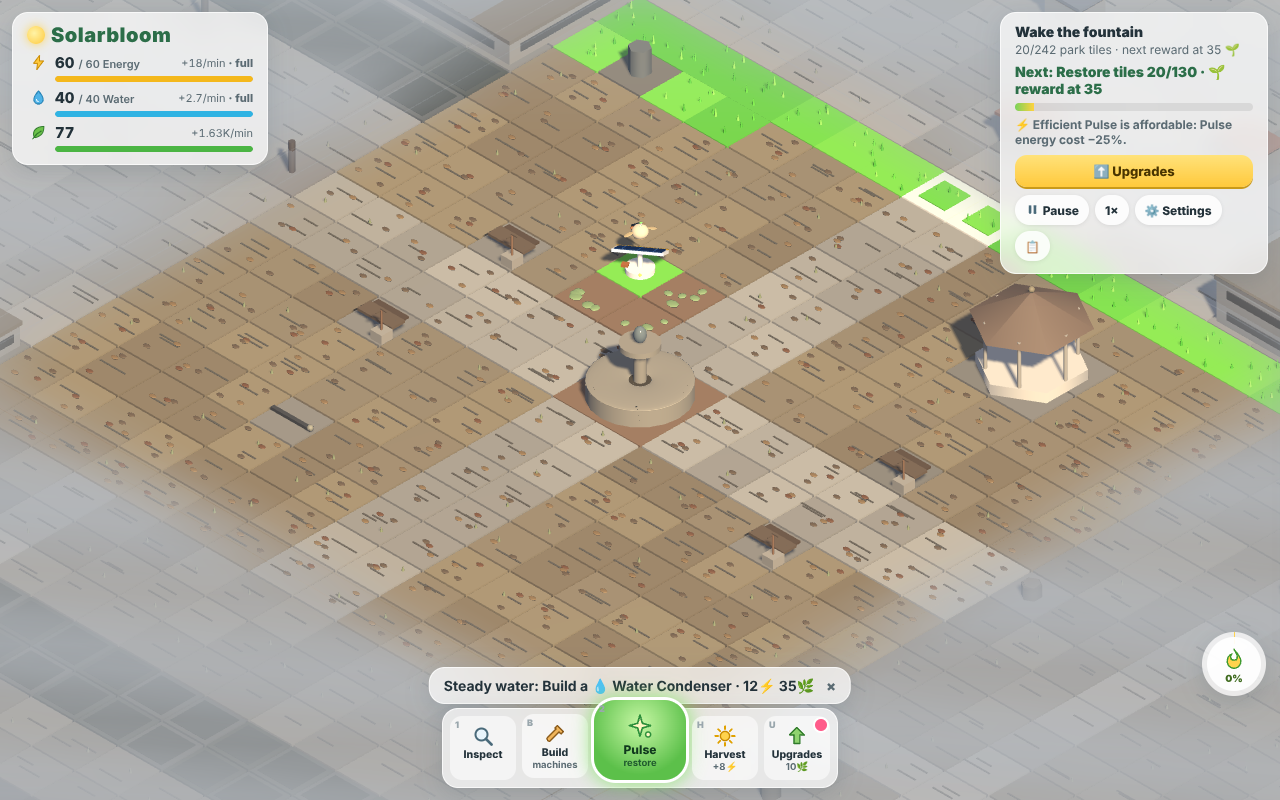 Solarbloom
60 / 60 Energy +18/min · full
40 / 40 Water +2.7/min · full
77 +1.63K/min
Wake the fountain
20/242 park tiles · next reward at 35 🌱
Next: Restore tiles 20/130 · 🌱
reward at 35
⚡ Efficient Pulse is affordable: Pulse
energy cost −25%.
⬆️ Upgrades
⏸ Pause
1×
⚙️ Settings
📋
0%
Steady water: Build a 💧 Water Condenser · 12⚡ 35🌿 ×
1
Inspect
B
Build
machines
Pulse
restore
H
Harvest
+8⚡
U
Upgrades
10🌿